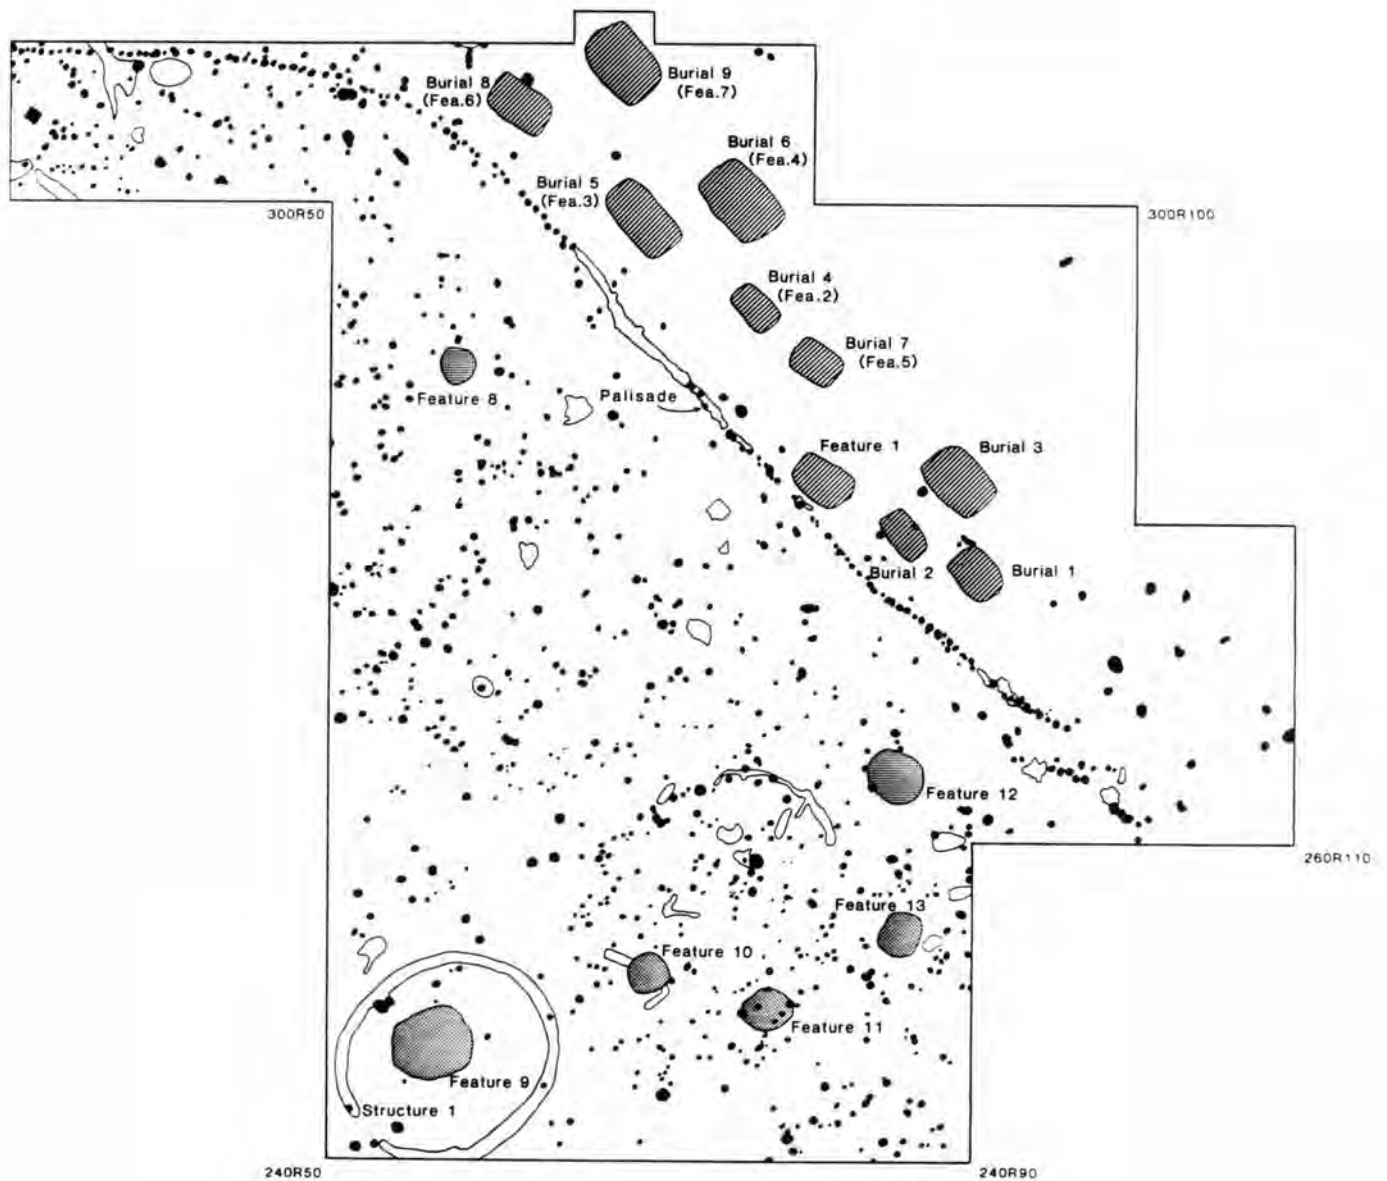 Burial 8
(Fea.6)
Burial 9
(Fea.7)
Burial 6
(Fea.4)
Burial 5
(Fea.3)
300R50
300R100
Burial 4
(Fea.2)
Burial 7
(Fea.5)
Feature 8
Palisade
Feature 1
Burial 3
Burial 2
Burial 1
Feature 12
260R110
Feature 13
Feature 10
Feature 11
Feature 9
Structure 1
240R50
240R90